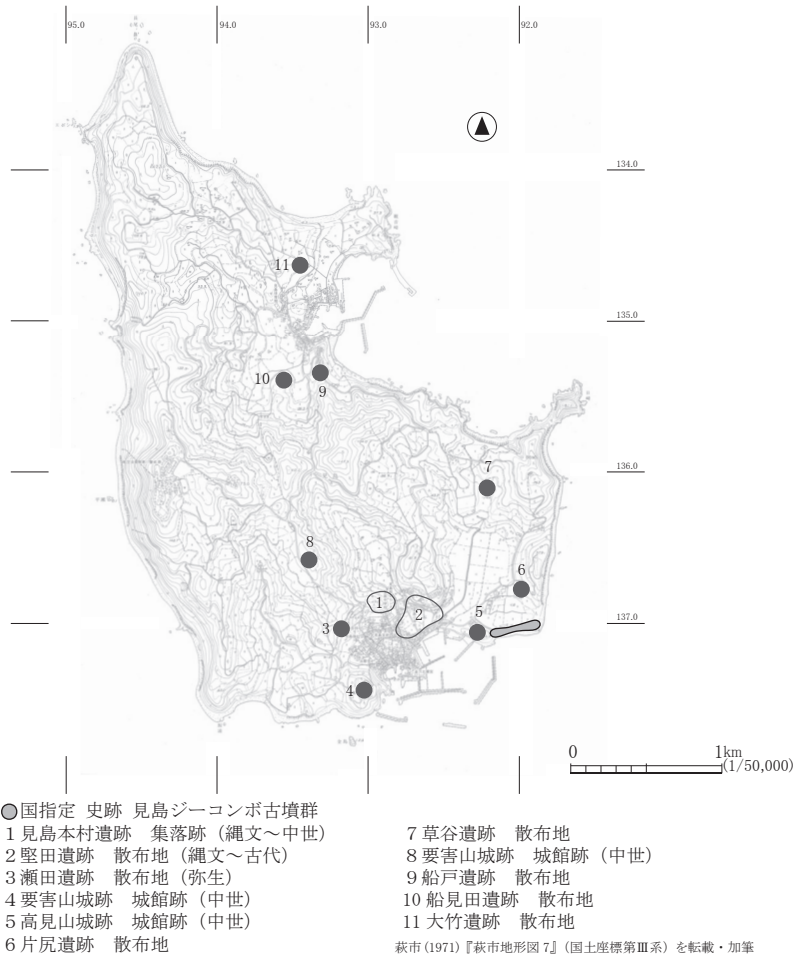 95.0
94.0
93.0
92.0
134.0
11
135.0
10
9
136.0
7
8
6
1
2
5
137.0
3
4
0
1km
(1/50,000)
国指定 史跡 見島ジーコンボ古墳群
1 見島本村遺跡 集落跡（縄文～中世）
2 堅田遺跡 散布地（縄文～古代）
3 瀬田遺跡 散布地（弥生）
4 要害山城跡 城館跡（中世）
5 高見山城跡 城館跡（中世）
6 片尻遺跡 散布地
7 草谷遺跡 散布地
8 要害山城跡 城館跡（中世）
9 船戸遺跡 散布地
10 船見田遺跡 散布地
11 大竹遺跡 散布地
萩市(1971)『萩市地形図 7』（国土座標第Ⅲ系）を転載・加筆